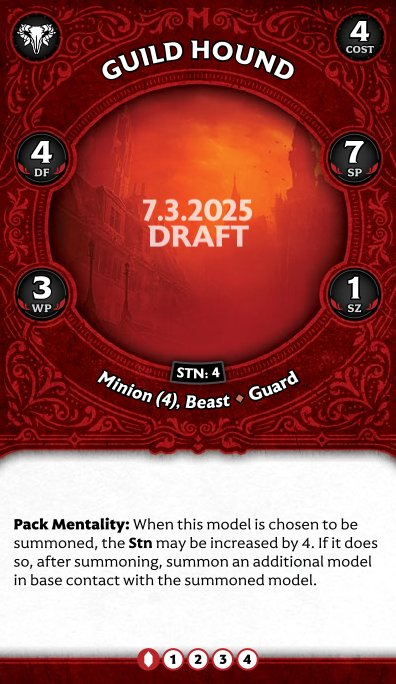 4
COST
GUILD HOUND
4
DF
7
SP
7.3.2025
DRAFT
3
WP
1
SZ
STN: 4
Minion (4), Beast ♦ Guard
Pack Mentality: When this model is chosen to be
summoned, the Stn may be increased by 4. If it does
so, after summoning, summon an additional model
in base contact with the summoned model.
1 2 3 4